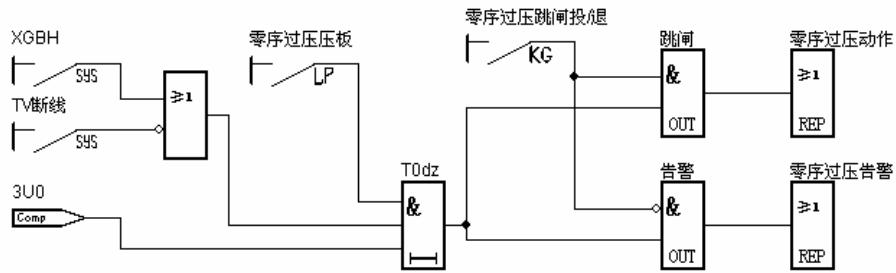 零序过压跳闸投/退
XGBH
零序过压压板
跳闸
零序过压动作
SYS
LP
KG
≥1
&
≥1
TV断线
OUT
REP
SYS
T0dz
告警
零序过压告警
3U0
&
&
≥1
Comp
OUT
REP